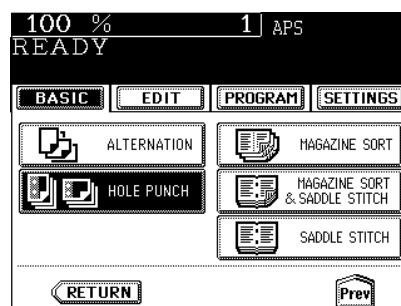 100 % 1 APS
READY
BASIC EDIT PROGRAM SETTINGS
ALTERNATION
HOLE PUNCH
MAGAZINE SORT
MAGAZINE SORT
& SADDLE STITCH
SADDLE STITCH
RETURN Prev